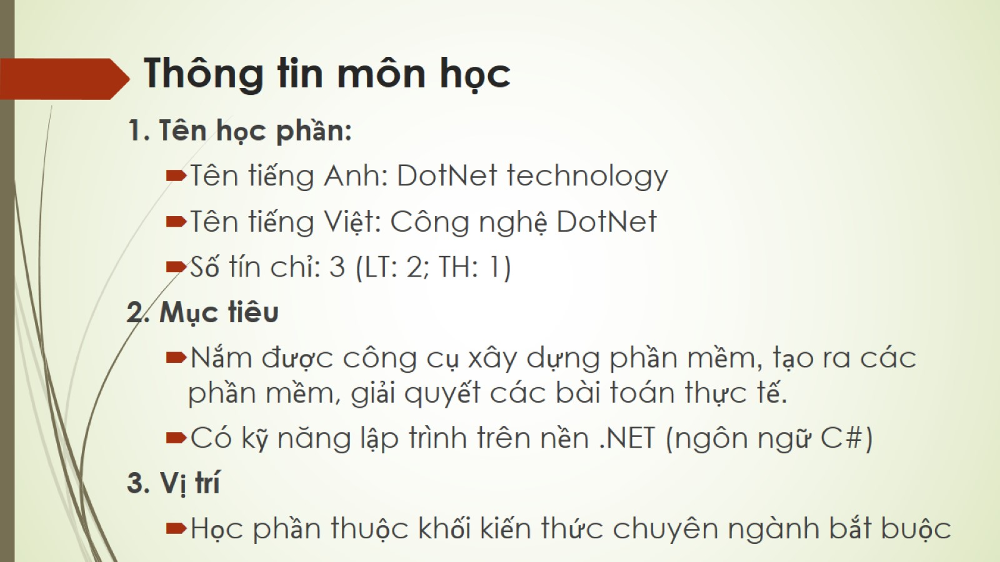 Thông tin môn học
1. Tên học phần:
Tên tiếng Anh: DotNet technology
Tên tiếng Việt: Công nghệ DotNet
Số tín chỉ: 3 (LT: 2; TH: 1)
2. Mục tiêu
Nắm được công cụ xây dựng phần mềm, tạo ra các
phần mềm, giải quyết các bài toán thực tế.
Có kỹ năng lập trình trên nền .NET (ngôn ngữ C#)
3. Vị trí
Học phần thuộc khối kiến thức chuyên ngành bắt buộc